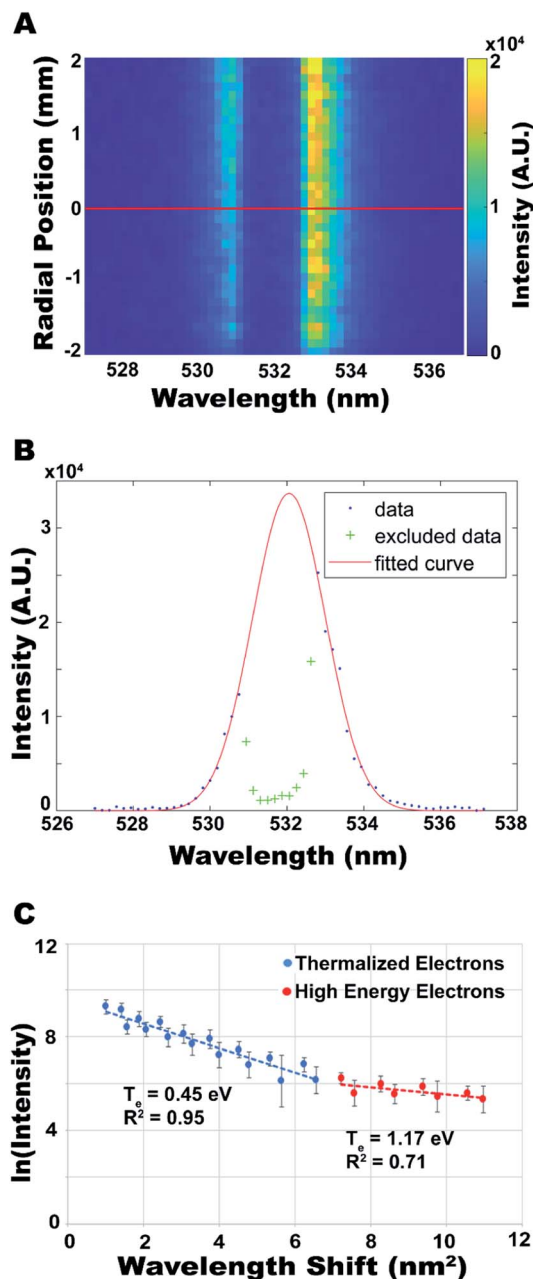 A
x10⁴
2
1
0
-1
-2
Radial Position (mm)
528
530
532
534
536
Wavelength (nm)
2
1
0
Intensity (A.U.)
B
x10⁴
3
2
1
0
Intensity (A.U.)
data
excluded data
fitted curve
526
528
530
532
534
536
538
Wavelength (nm)
C
12
8
4
0
ln(Intensity)
Thermalized Electrons
High Energy Electrons
Tₑ = 0.45 eV
R² = 0.95
Tₑ = 1.17 eV
R² = 0.71
0
2
4
6
8
10
12
Wavelength Shift (nm²)